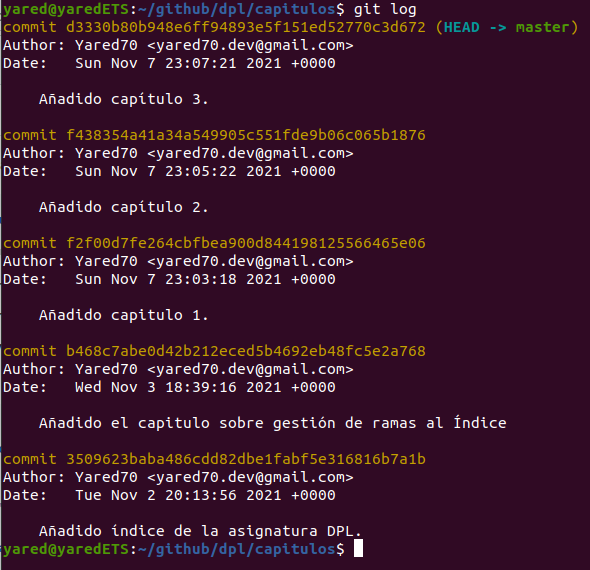 yared@yaredETS:~/github/dpl/capitulos$ git log
commit d3330b80b948e6ff94893e5f151ed52770c3d672 (HEAD -> master)
Author: Yared70 <yared70.dev@gmail.com>
Date:   Sun Nov 7 23:07:21 2021 +0000
Añadido capítulo 3.
commit f438354a41a34a549905c551fde9b06c065b1876
Author: Yared70 <yared70.dev@gmail.com>
Date:   Sun Nov 7 23:05:22 2021 +0000
Añadido capítulo 2.
commit f2f00d7fe264cbfbea900d844198125566465e06
Author: Yared70 <yared70.dev@gmail.com>
Date:   Sun Nov 7 23:03:18 2021 +0000
Añadido capitulo 1.
commit b468c7abe0d42b212eced5b4692eb48fc5e2a768
Author: Yared70 <yared70.dev@gmail.com>
Date:   Wed Nov 3 18:39:16 2021 +0000
Añadido el capitulo sobre gestión de ramas al Índice
commit 3509623baba486cdd82dbe1fabf5e316816b7a1b
Author: Yared70 <yared70.dev@gmail.com>
Date:   Tue Nov 2 20:13:56 2021 +0000
Añadido índice de la asignatura DPL.
yared@yaredETS:~/github/dpl/capitulos$